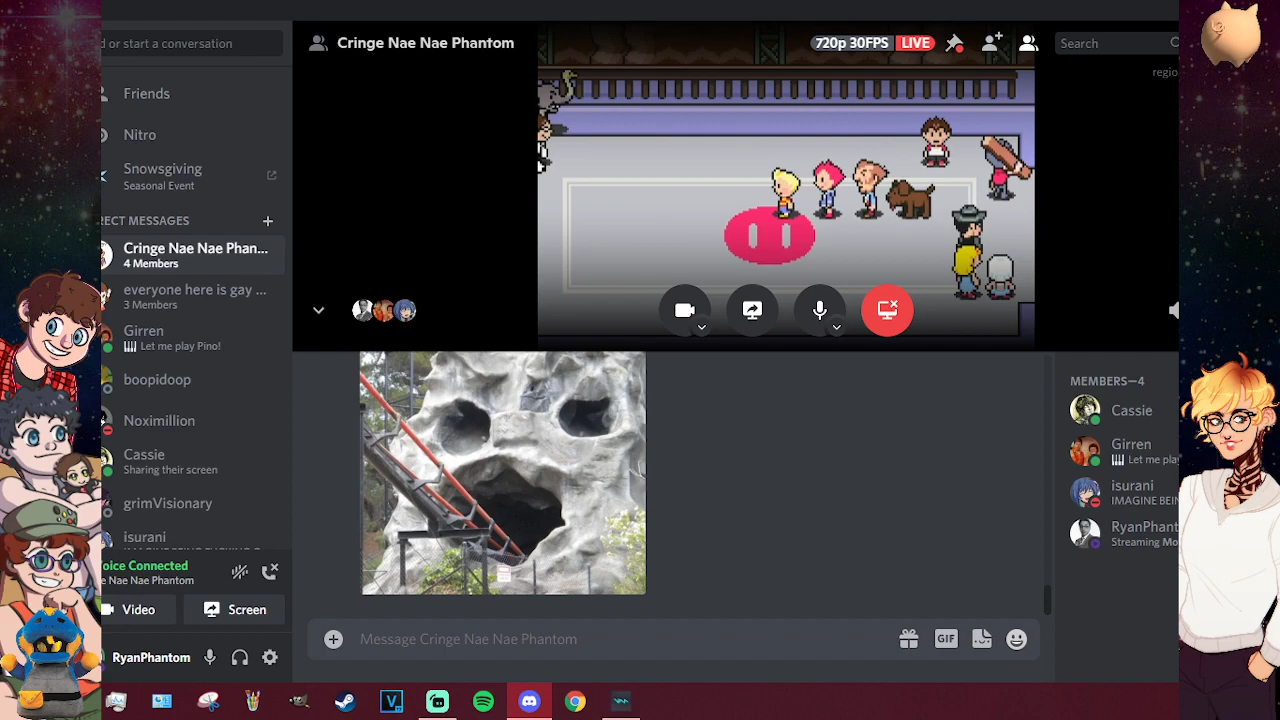 d or start a conversation
Friends
Nitro
Snowsgiving
Seasonal Event
RECT MESSAGES
Cringe Nae Nae Phan...
4 Members
everyone here is gay ...
3 Members
Girren
Let me play Pino!
boopidoop
Noximillion
Cassie
Sharing their screen
grimVisionary
isurani
oice Connected
e Nae Nae Phantom
Video
Screen
RyanPhantom
Cringe Nae Nae Phantom
720p 30FPS
LIVE
Search
regio
Message Cringe Nae Nae Phantom
GIF
MEMBERS—4
Cassie
Girren
Let me pla
isurani
IMAGINE BEIN
RyanPhant
Streaming Mo
V